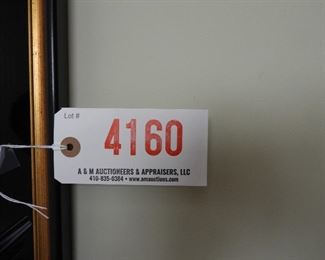 Lot #
4160
A & M AUCTIONEERS & APPRAISERS, LLC
410-835-0384 • www.amauctions.com